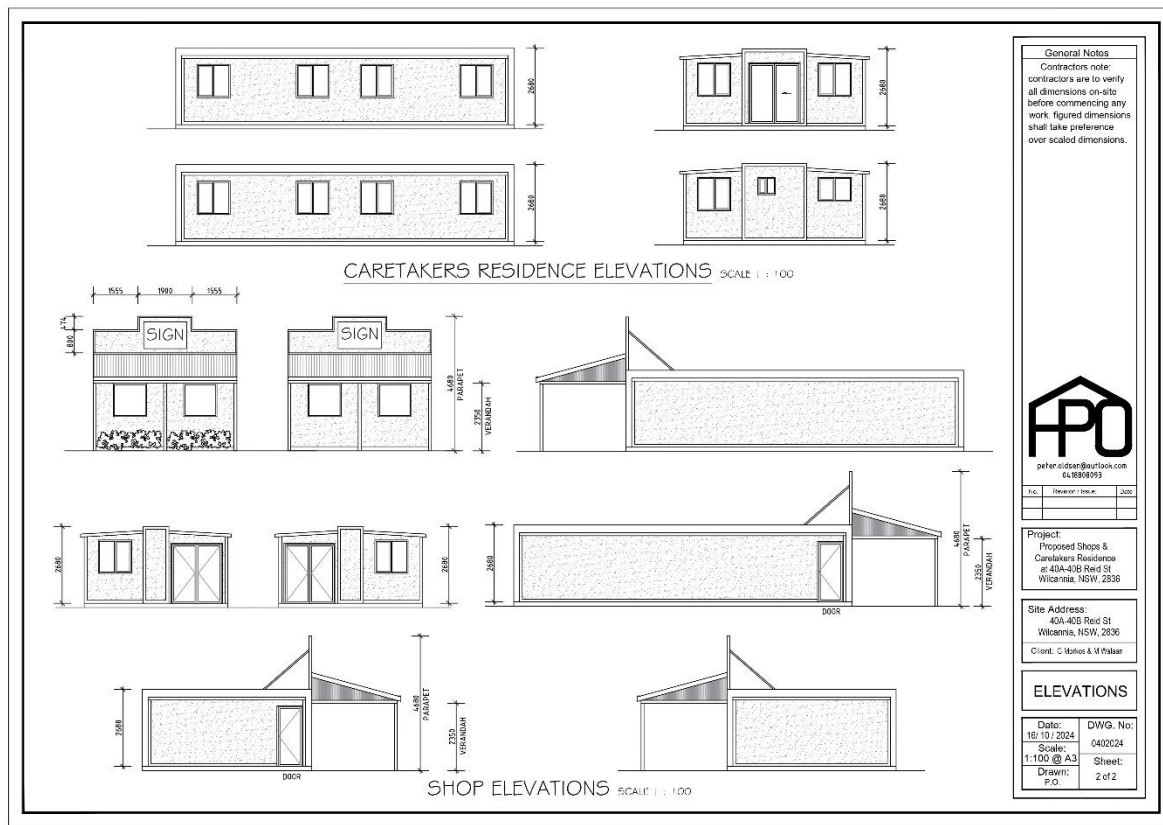 2680
2680
2680
2680
CARETAKERS RESIDENCE ELEVATIONS SCALE 1 : 100
1555 1900 1555
474
800
SIGN
SIGN
4680
PARAPET
2350
VERANDAH
2680
2680
2680
4680
PARAPET
2350
VERANDAH
DOOR
2680
4680
PARAPET
2350
VERANDAH
DOOR
SHOP ELEVATIONS SCALE 1 : 100
General Notes
Contractors note:
contractors are to verify
all dimensions on-site
before commencing any
work. figured dimensions
shall take preference
over scaled dimensions.
HPO
peter.oldsen@outlook.com
0418808093
No. Revision / Issue: Date
Project:
Proposed Shops &
Caretakers Residence
at 40A-40B Reid St
Wilcannia, NSW, 2836
Site Address:
40A-40B Reid St
Wilcannia, NSW, 2836
Client: C Morkos & M
ELEVATIONS
Date:
16/ 10 / 2024
Scale:
1:100 @ A3
Drawn:
P.O.
DWG. No:
0402024
Sheet:
2 of 2